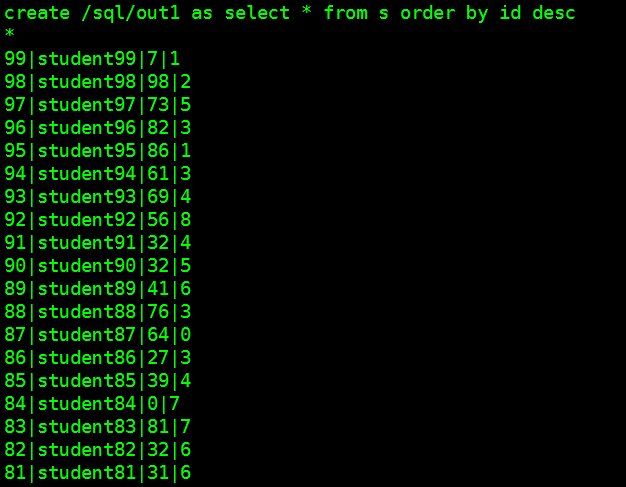 create /sql/out1 as select * from s order by id desc
*
99|student99|7|1
98|student98|98|2
97|student97|73|5
96|student96|82|3
95|student95|86|1
94|student94|61|3
93|student93|69|4
92|student92|56|8
91|student91|32|4
90|student90|32|5
89|student89|41|6
88|student88|76|3
87|student87|64|0
86|student86|27|3
85|student85|39|4
84|student84|0|7
83|student83|81|7
82|student82|32|6
81|student81|31|6